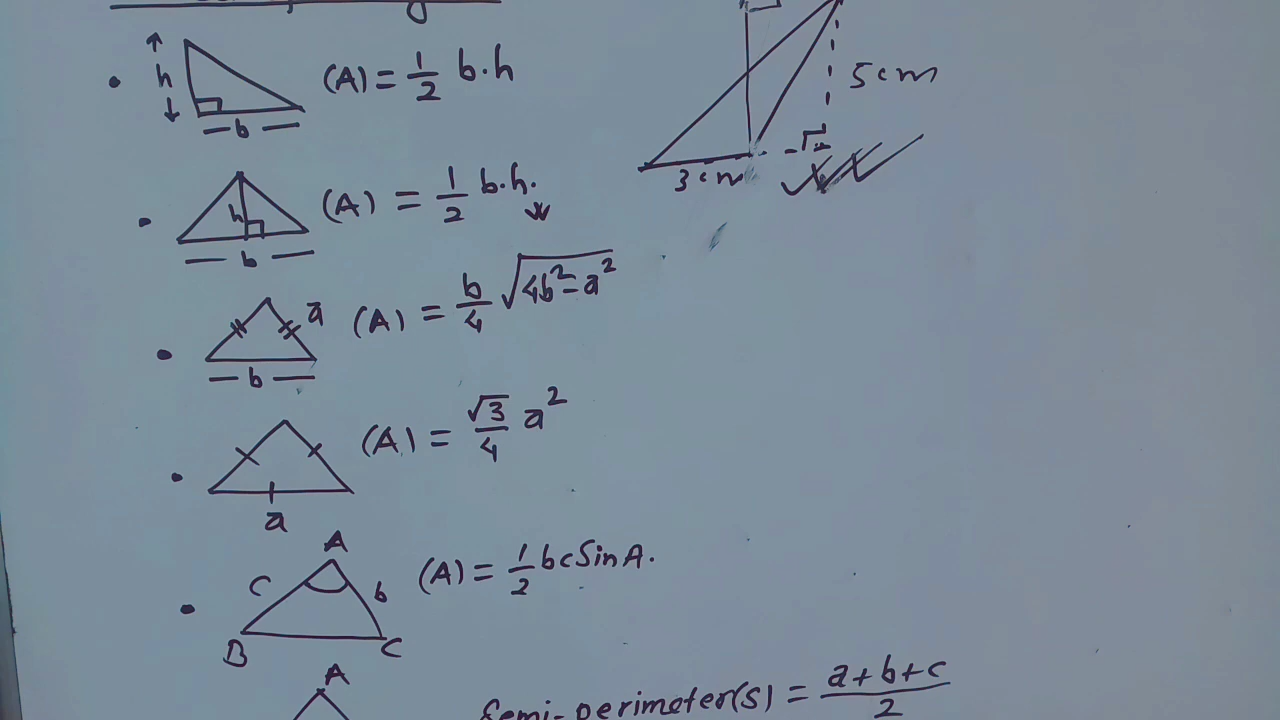 h
b
(A) = 1/2 b.h
5cm
3cm
h
b
(A) = 1/2 b.h.
a
b
(A) = b/4 √(4b²-a²)
(A) = √3/4 a²
a
A
c
b
B
C
(A) = 1/2 bc Sin A.
A
Semi-perimeter(s) = a+b+c/2